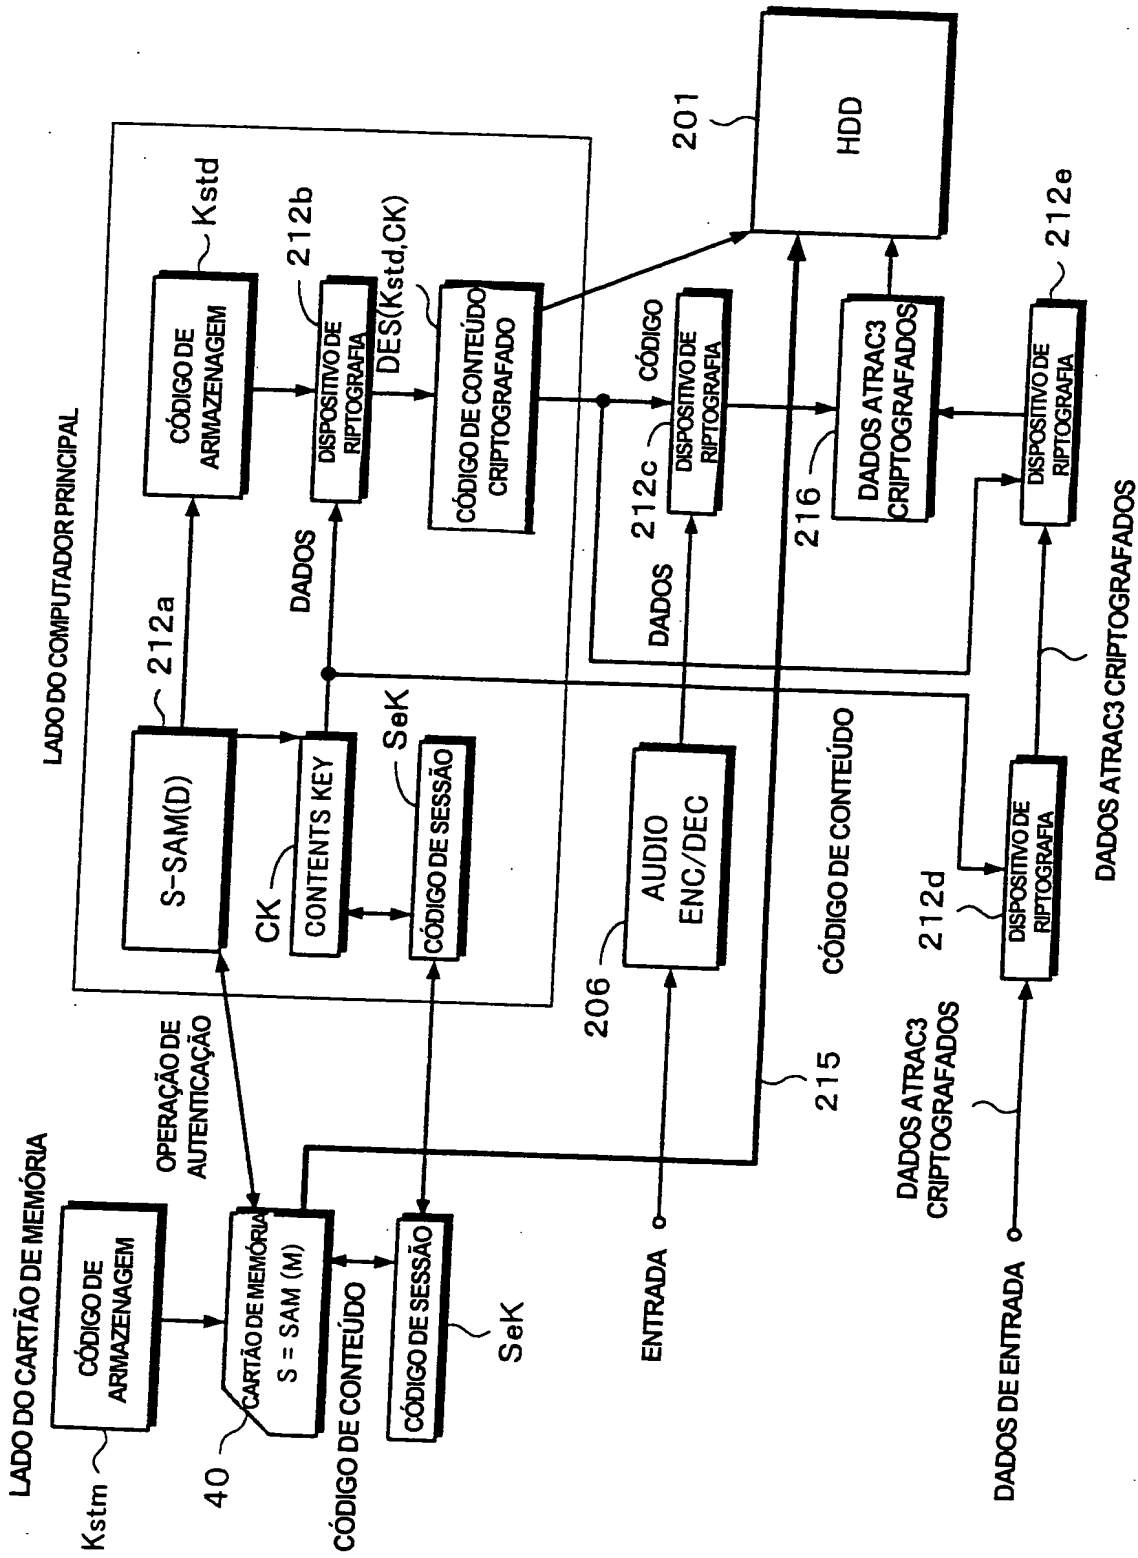 LADO DO CARTÃO DE MEMÓRIA
LADO DO COMPUTADOR PRINCIPAL
Kstm
CÓDIGO DE
ARMAZENAGEM
OPERAÇÃO DE
AUTENTICAÇÃO
S-SAM(D)
212a
CÓDIGO DE
ARMAZENAGEM
Kstd
40
CARTÃO DE MEMÓRIA
S = SAM (M)
CK
CONTENTS KEY
DADOS
DISPOSITIVO DE
RIPTOGRAFIA
212b
CÓDIGO DE CONTEÚDO
CÓDIGO DE SESSÃO
SeK
CÓDIGO DE SESSÃO
SeK
DES(Kstd,CK)
CÓDIGO DE CONTEÚDO
CRIPTOGRAFADO
ENTRADA
206
AUDIO
ENC/DEC
DADOS
212c
CÓDIGO
DISPOSITIVO DE
RIPTOGRAFIA
201
HDD
215
CÓDIGO DE CONTEÚDO
216
DADOS ATRAC3
CRIPTOGRAFADOS
DADOS DE ENTRADA
DADOS ATRAC3
CRIPTOGRAFADOS
212d
DISPOSITIVO DE
RIPTOGRAFIA
DADOS ATRAC3 CRIPTOGRAFADOS
DISPOSITIVO DE
RIPTOGRAFIA
212e